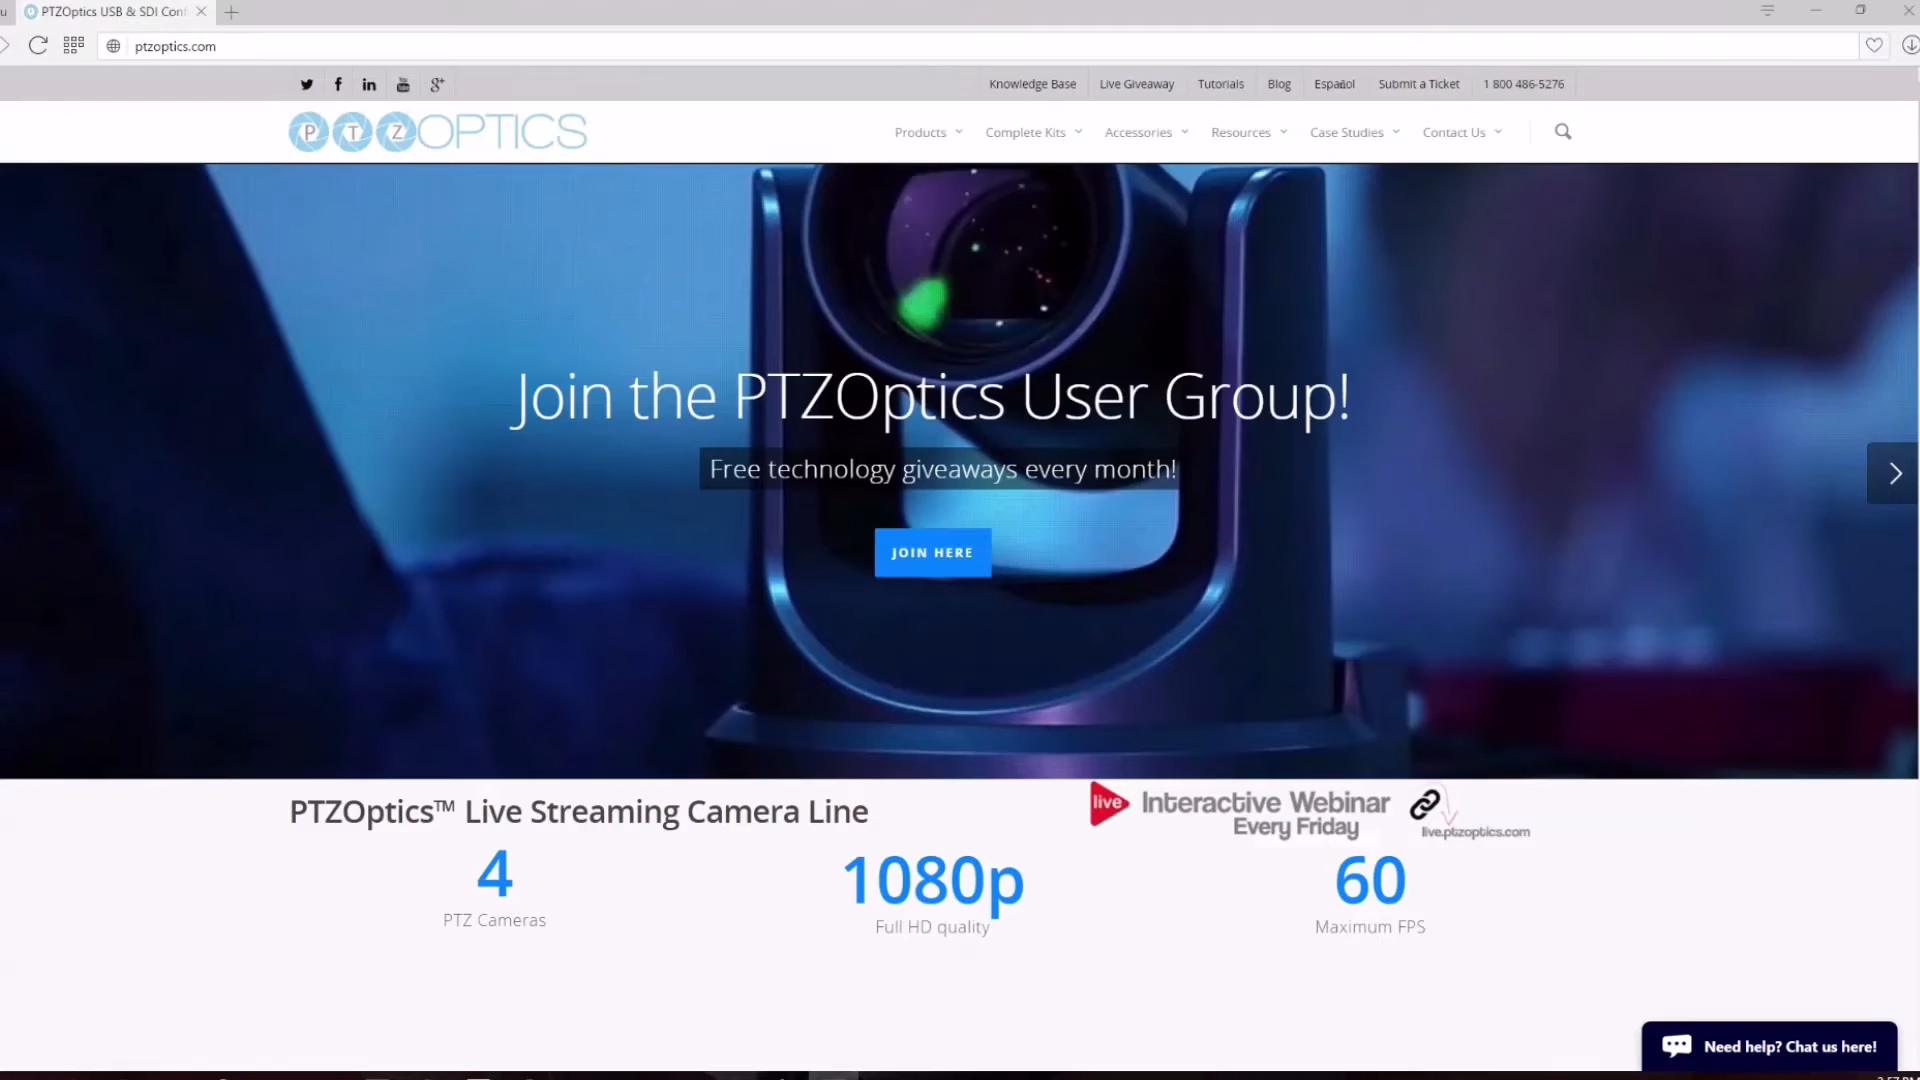 PTZOptics USB & SDI Conf
ptzoptics.com
Knowledge Base
Live Giveaway
Tutorials
Blog
Español
Submit a Ticket
1 800 486-5276
PTZOPTICS
Products
Complete Kits
Accessories
Resources
Case Studies
Contact Us
Join the PTZOptics User Group!
Free technology giveaways every month!
JOIN HERE
PTZOptics™ Live Streaming Camera Line
live Interactive Webinar
Every Friday
live.ptzoptics.com
4
PTZ Cameras
1080p
Full HD quality
60
Maximum FPS
Need help? Chat us here!